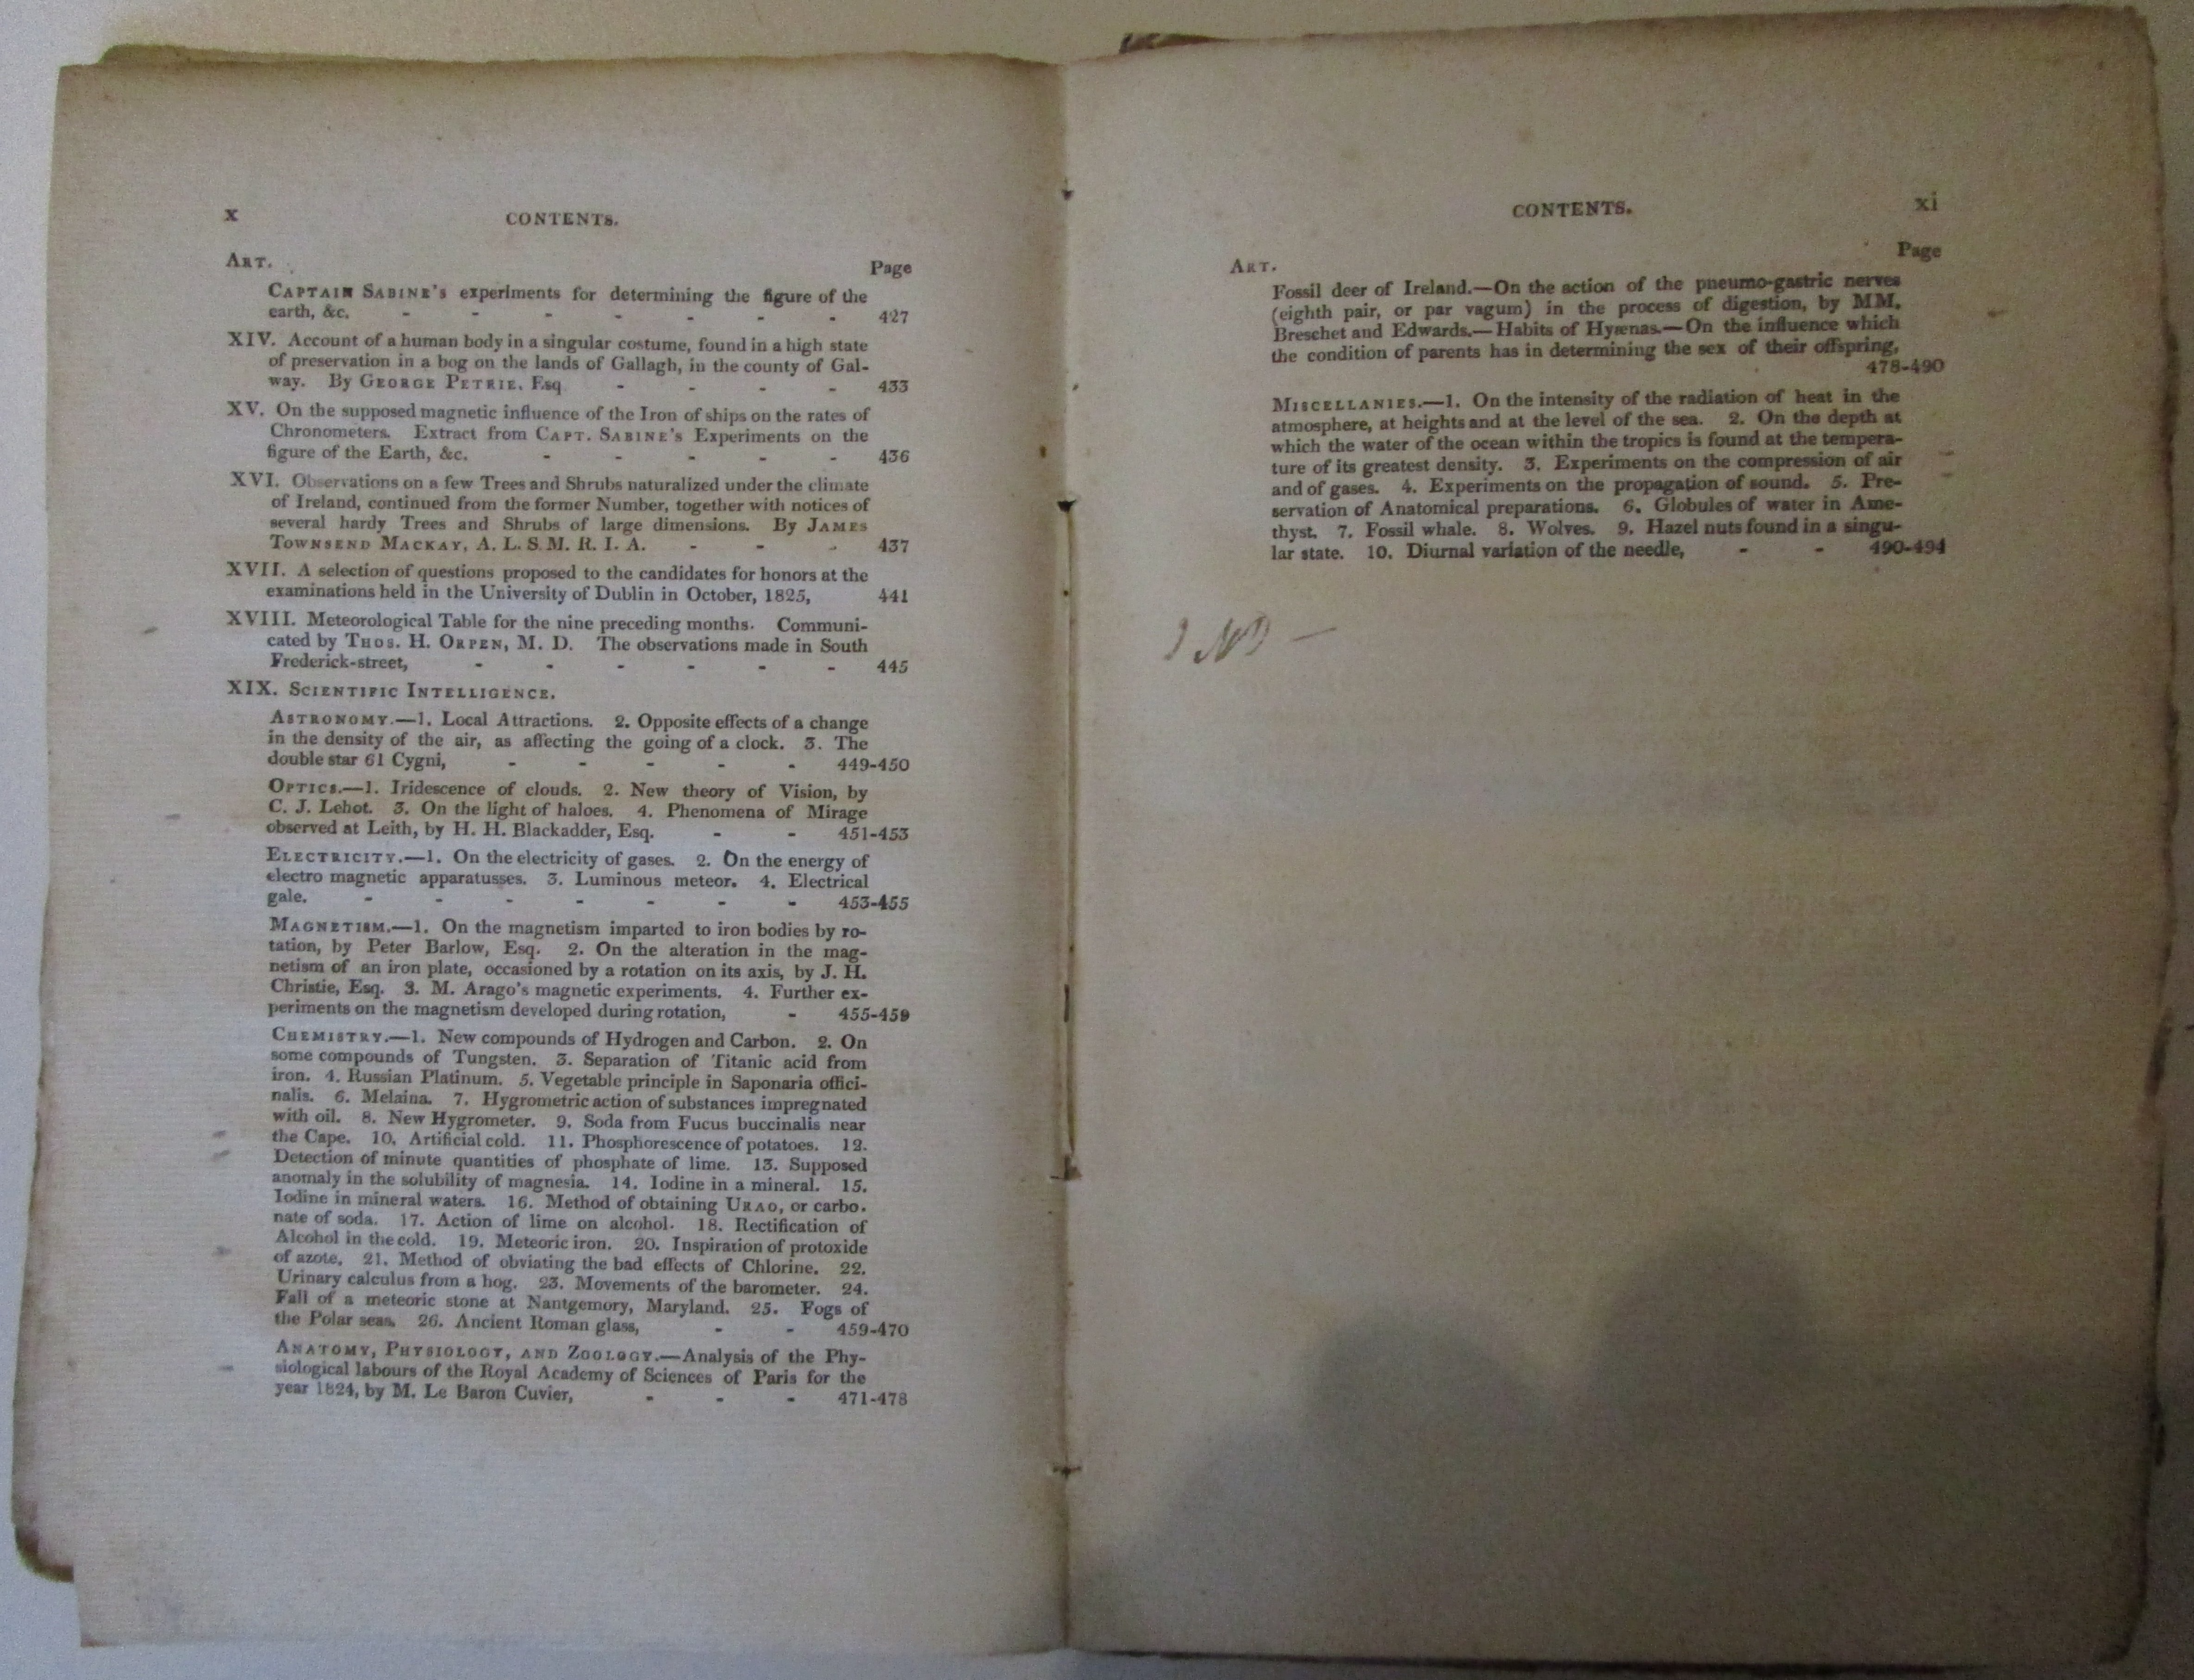 x CONTENTS.
ART. Page
CAPTAIN SABINE's experiments for determining the figure of the
earth, &c. - - - - - - - 427
XIV. Account of a human body in a singular costume, found in a high state
of preservation in a bog on the lands of Gallagh, in the county of Gal-
way. By GEORGE PETRIE, Esq - - - - 433
XV. On the supposed magnetic influence of the Iron of ships on the rates of
Chronometers. Extract from CAPT. SABINE's Experiments on the
figure of the Earth, &c. - - - - - 436
XVI. Observations on a few Trees and Shrubs naturalized under the climate
of Ireland, continued from the former Number, together with notices of
several hardy Trees and Shrubs of large dimensions. By JAMES
TOWNSEND MACKAY, A. L. S. M. R. I. A. - - - 437
XVII. A selection of questions proposed to the candidates for honors at the
examinations held in the University of Dublin in October, 1825, 441
XVIII. Meteorological Table for the nine preceding months. Communi-
cated by THOS. H. ORPEN, M. D. The observations made in South
Frederick-street, - - - - - - 445
XIX. SCIENTIFIC INTELLIGENCE.
ASTRONOMY.—1. Local Attractions. 2. Opposite effects of a change
in the density of the air, as affecting the going of a clock. 3. The
double star 61 Cygni, - - - - - 449-450
OPTICS.—1. Iridescence of clouds. 2. New theory of Vision, by
C. J. Lehot. 3. On the light of haloes. 4. Phenomena of Mirage
observed at Leith, by H. H. Blackadder, Esq. - - 451-453
ELECTRICITY.—1. On the electricity of gases. 2. On the energy of
electro magnetic apparatusses. 3. Luminous meteor. 4. Electrical
gale. - - - - - - - 453-455
MAGNETISM.—1. On the magnetism imparted to iron bodies by ro-
tation, by Peter Barlow, Esq. 2. On the alteration in the mag-
netism of an iron plate, occasioned by a rotation on its axis, by J. H.
Christie, Esq. 3. M. Arago's magnetic experiments. 4. Further ex-
periments on the magnetism developed during rotation, - 455-459
CHEMISTRY.—1. New compounds of Hydrogen and Carbon. 2. On
some compounds of Tungsten. 3. Separation of Titanic acid from
iron. 4. Russian Platinum. 5. Vegetable principle in Saponaria offici-
nalis. 6. Melaina. 7. Hygrometric action of substances impregnated
with oil. 8. New Hygrometer. 9. Soda from Fucus buccinalis near
the Cape. 10. Artificial cold. 11. Phosphorescence of potatoes. 12.
Detection of minute quantities of phosphate of lime. 13. Supposed
anomaly in the solubility of magnesia. 14. Iodine in a mineral. 15.
Iodine in mineral waters. 16. Method of obtaining URAO, or carbo-
nate of soda. 17. Action of lime on alcohol. 18. Rectification of
Alcohol in the cold. 19. Meteoric iron. 20. Inspiration of protoxide
of azote. 21. Method of obviating the bad effects of Chlorine. 22.
Urinary calculus from a hog. 23. Movements of the barometer. 24.
Fall of a meteoric stone at Nantgemory, Maryland. 25. Fogs of
the Polar seas. 26. Ancient Roman glass, - - 459-470
ANATOMY, PHYSIOLOGY, AND ZOOLOGY.—Analysis of the Phy-
siological labours of the Royal Academy of Sciences of Paris for the
year 1824, by M. Le Baron Cuvier, - - - 471-478
CONTENTS. xi
ART. Page
Fossil deer of Ireland.—On the action of the pneumo-gastric nerves
(eighth pair, or par vagum) in the process of digestion, by MM.
Breschet and Edwards.—Habits of Hyænas.—On the influence which
the condition of parents has in determining the sex of their offspring,
478-490
MISCELLANIES.—1. On the intensity of the radiation of heat in the
atmosphere, at heights and at the level of the sea. 2. On the depth at
which the water of the ocean within the tropics is found at the tempera-
ture of its greatest density. 3. Experiments on the compression of air
and of gases. 4. Experiments on the propagation of sound. 5. Pre-
servation of Anatomical preparations. 6. Globules of water in Ame-
thyst. 7. Fossil whale. 8. Wolves. 9. Hazel nuts found in a singu-
lar state. 10. Diurnal variation of the needle, - - 490-494